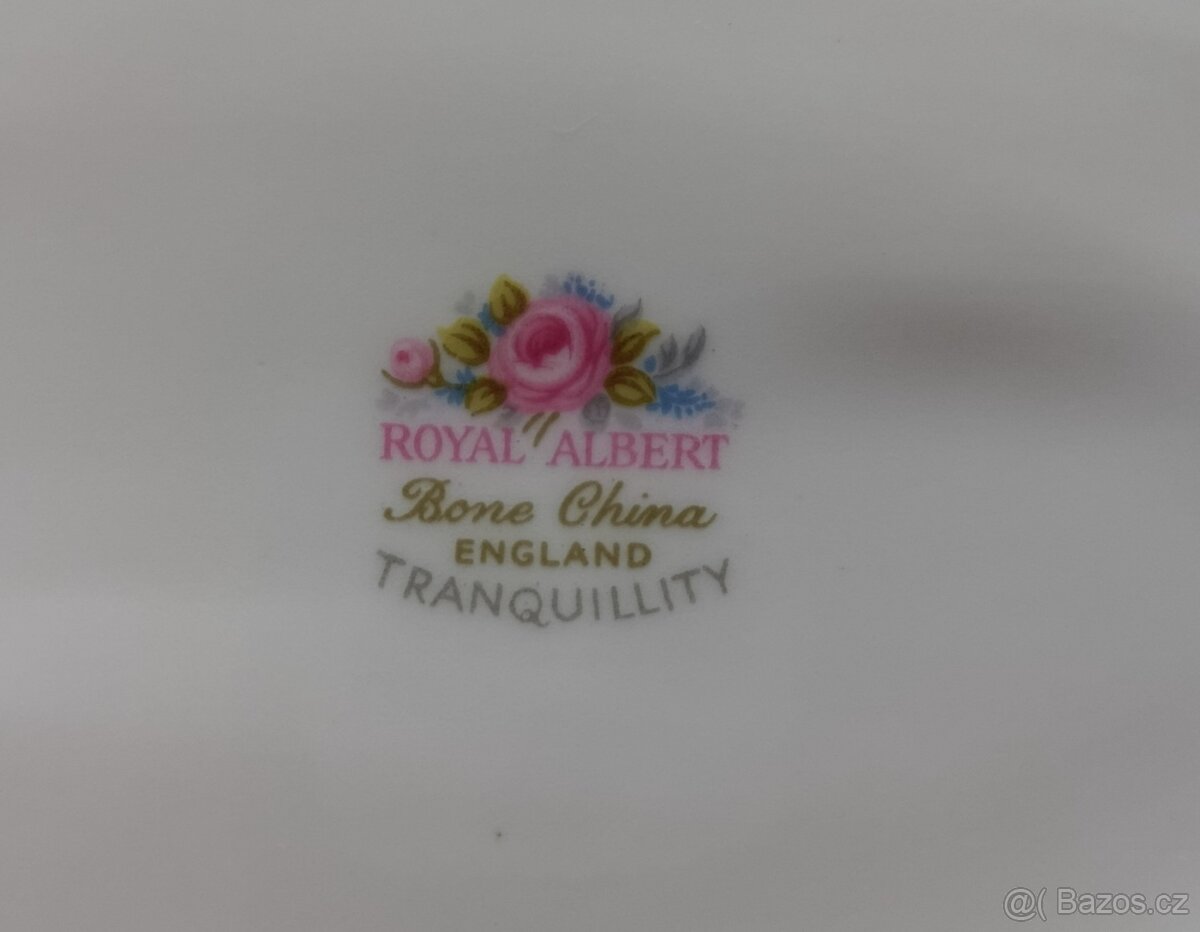 ROYAL ALBERT
Bone China
ENGLAND
TRANQUILLITY
@( Bazos.cz